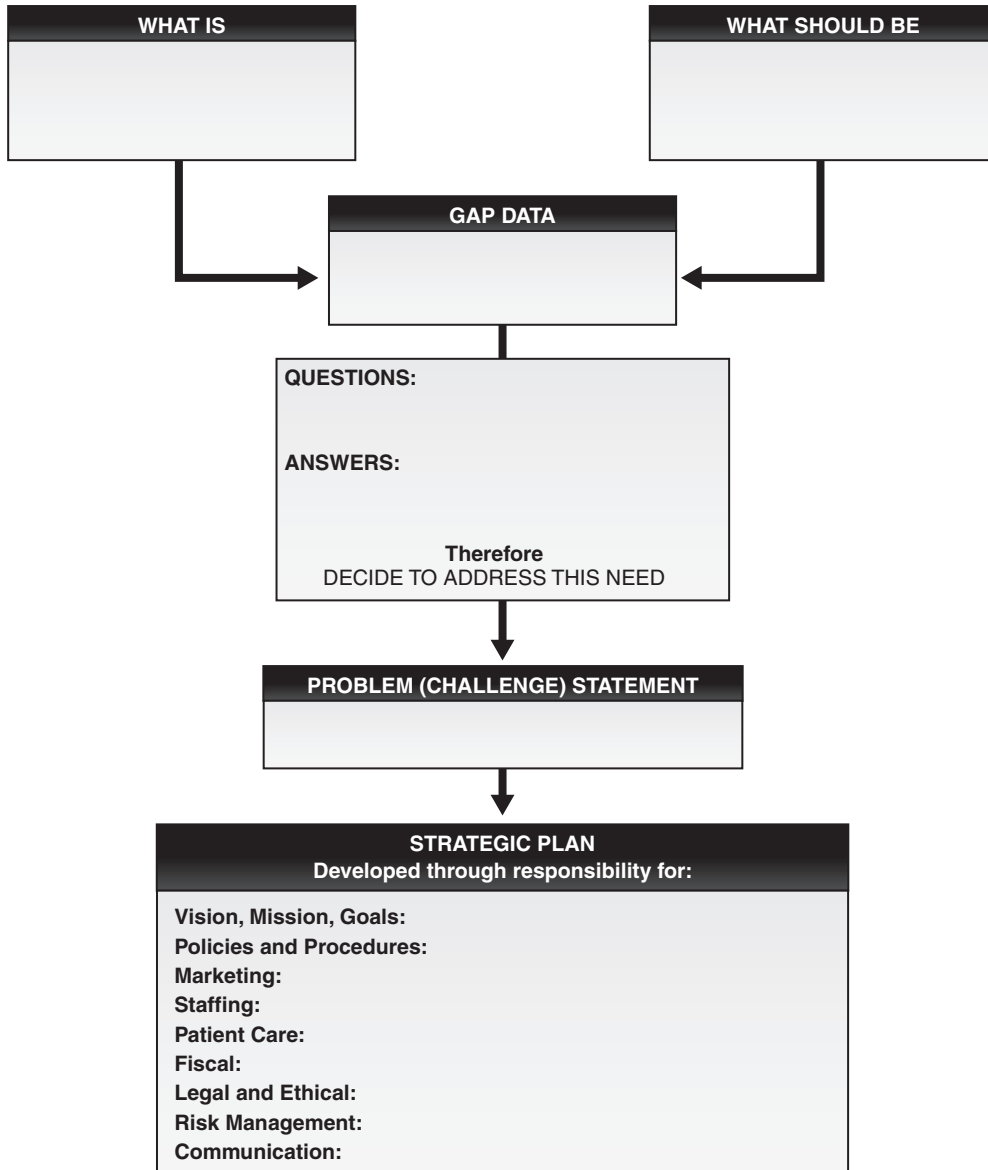 WHAT IS
WHAT SHOULD BE
GAP DATA
QUESTIONS:
ANSWERS:
Therefore
DECIDE TO ADDRESS THIS NEED
PROBLEM (CHALLENGE) STATEMENT
STRATEGIC PLAN
Developed through responsibility for:
Vision, Mission, Goals:
Policies and Procedures:
Marketing:
Staffing:
Patient Care:
Fiscal:
Legal and Ethical:
Risk Management:
Communication: